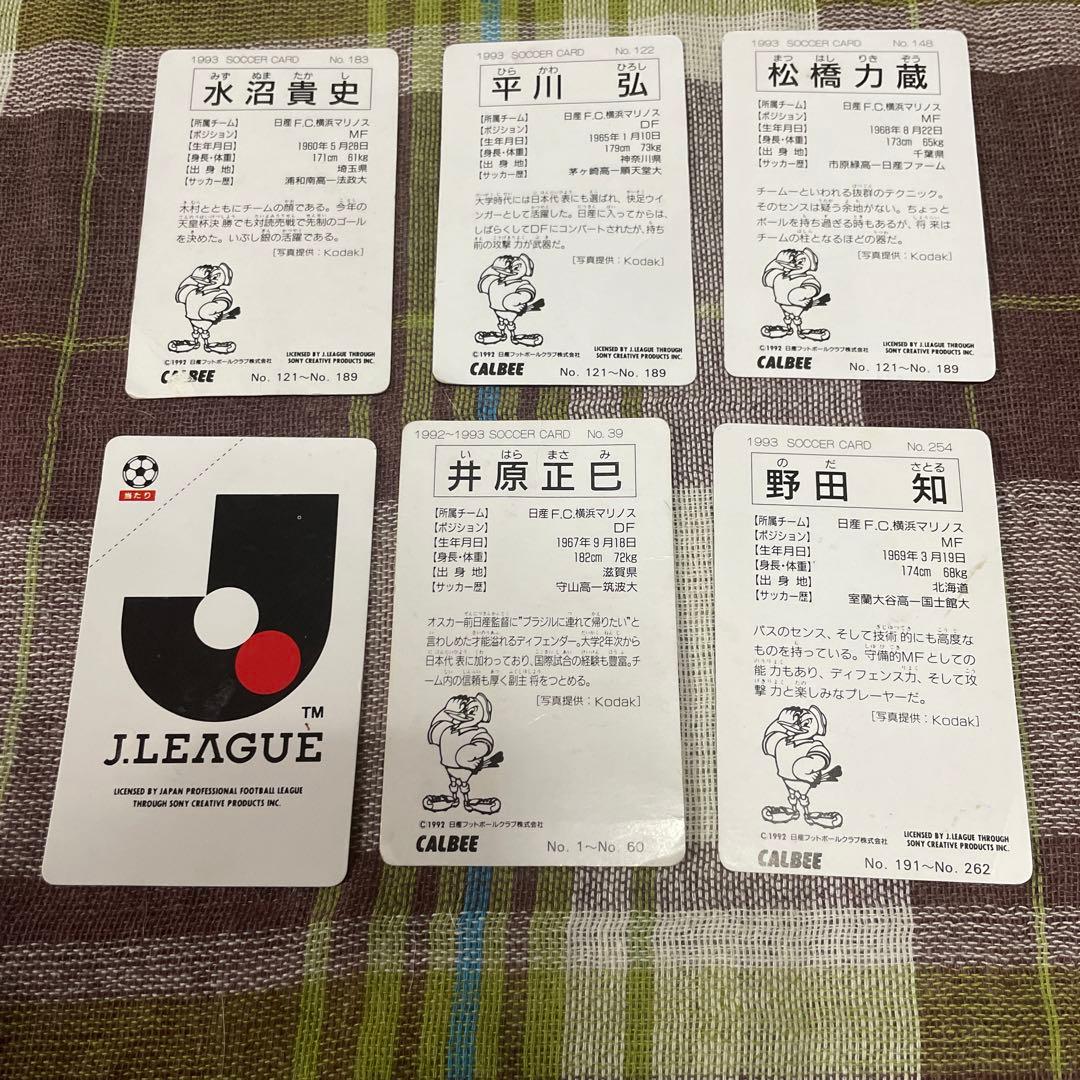 1993 SOCCER CARD No. 183
みず ぬま たか し
水沼貴史
【所属チーム】 日産F.C.横浜マリノス
【ポジション】 MF
【生年月日】 1960年5月28日
【身長・体重】 171cm 61kg
【出身地】 埼玉県
【サッカー歴】 浦和南高ー法政大
木村とともにチームの顔である。今年の
天皇杯決勝でも対読売戦で先制のゴール
を決めた。いぶし銀の活躍である。
[写真提供：Kodak]
©1992 日産フットボールクラブ株式会社
LICENSED BY J.LEAGUE THROUGH
SONY CREATIVE PRODUCTS INC.
CALBEE No. 121〜No. 189
1993 SOCCER CARD No. 122
ひら かわ ひろし
平川 弘
【所属チーム】 日産F.C.横浜マリノス
【ポジション】 DF
【生年月日】 1965年1月10日
【身長・体重】 179cm 73kg
【出身地】 神奈川県
【サッカー歴】 茅ヶ崎高ー順天堂大
大学時代には日本代表にも選ばれ、快足ウイ
ンガーとして活躍した。日産に入ってからは、
しばらくしてDFにコンバートされたが、持ち
前の攻撃力が武器だ。
[写真提供：Kodak]
©1992 日産フットボールクラブ株式会社
LICENSED BY J.LEAGUE THROUGH
SONY CREATIVE PRODUCTS INC.
CALBEE No. 121〜No. 189
1993 SOCCER CARD No. 148
まつ はし りき ぞう
松橋力蔵
【所属チーム】 日産F.C.横浜マリノス
【ポジション】 MF
【生年月日】 1968年8月22日
【身長・体重】 173cm 65kg
【出身地】 千葉県
【サッカー歴】 市原緑高ー日産ファーム
チームーといわれる抜群のテクニック。
そのセンスは疑う余地がない。ちょっと
ボールを持ち過ぎる時もあるが、将来は
チームの柱となるほどの器だ。
[写真提供：Kodak]
©1992 日産フットボールクラブ株式会社
LICENSED BY J.LEAGUE THROUGH
SONY CREATIVE PRODUCTS INC.
CALBEE No. 121〜No. 189
当たり
J.LEAGUE
TM
LICENSED BY JAPAN PROFESSIONAL FOOTBALL LEAGUE
THROUGH SONY CREATIVE PRODUCTS INC.
1992〜1993 SOCCER CARD No. 39
い はら まさ み
井原正巳
【所属チーム】 日産F.C.横浜マリノス
【ポジション】 DF
【生年月日】 1967年9月18日
【身長・体重】 182cm 72kg
【出身地】 滋賀県
【サッカー歴】 守山高ー筑波大
オスカー前日産監督に"ブラジルに連れて帰りたい"と
言わしめた才能溢れるディフェンダー。大学2年次から
日本代表に加わっており、国際試合の経験も豊富。チ
ーム内の信頼も厚く副主将をつとめる。
[写真提供：Kodak]
©1992 日産フットボールクラブ株式会社
CALBEE No. 1〜No. 60
1993 SOCCER CARD No. 254
の だ さとる
野田 知
【所属チーム】 日産F.C.横浜マリノス
【ポジション】 MF
【生年月日】 1969年3月19日
【身長・体重】 174cm 68kg
【出身地】 北海道
【サッカー歴】 室蘭大谷高ー国士館大
パスのセンス、そして技術的にも高度な
ものを持っている。守備的MFとしての
能力もあり、ディフェンス力、そして攻
撃力と楽しみなプレーヤーだ。
[写真提供：Kodak]
©1992 日産フットボールクラブ株式会社
LICENSED BY J.LEAGUE THROUGH
SONY CREATIVE PRODUCTS INC.
CALBEE No. 191〜No. 262